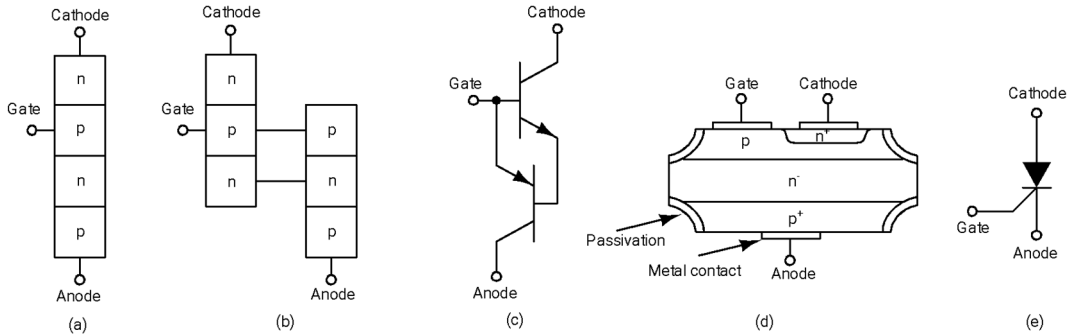 Cathode
n
Gate
p
n
p
Anode
(a)
Cathode
n
Gate
p
p
n
n
p
Anode
(b)
Cathode
Gate
Anode
(c)
Gate
Cathode
p
n+
n-
p+
Passivation
Metal contact
Anode
(d)
Cathode
Gate
Anode
(e)